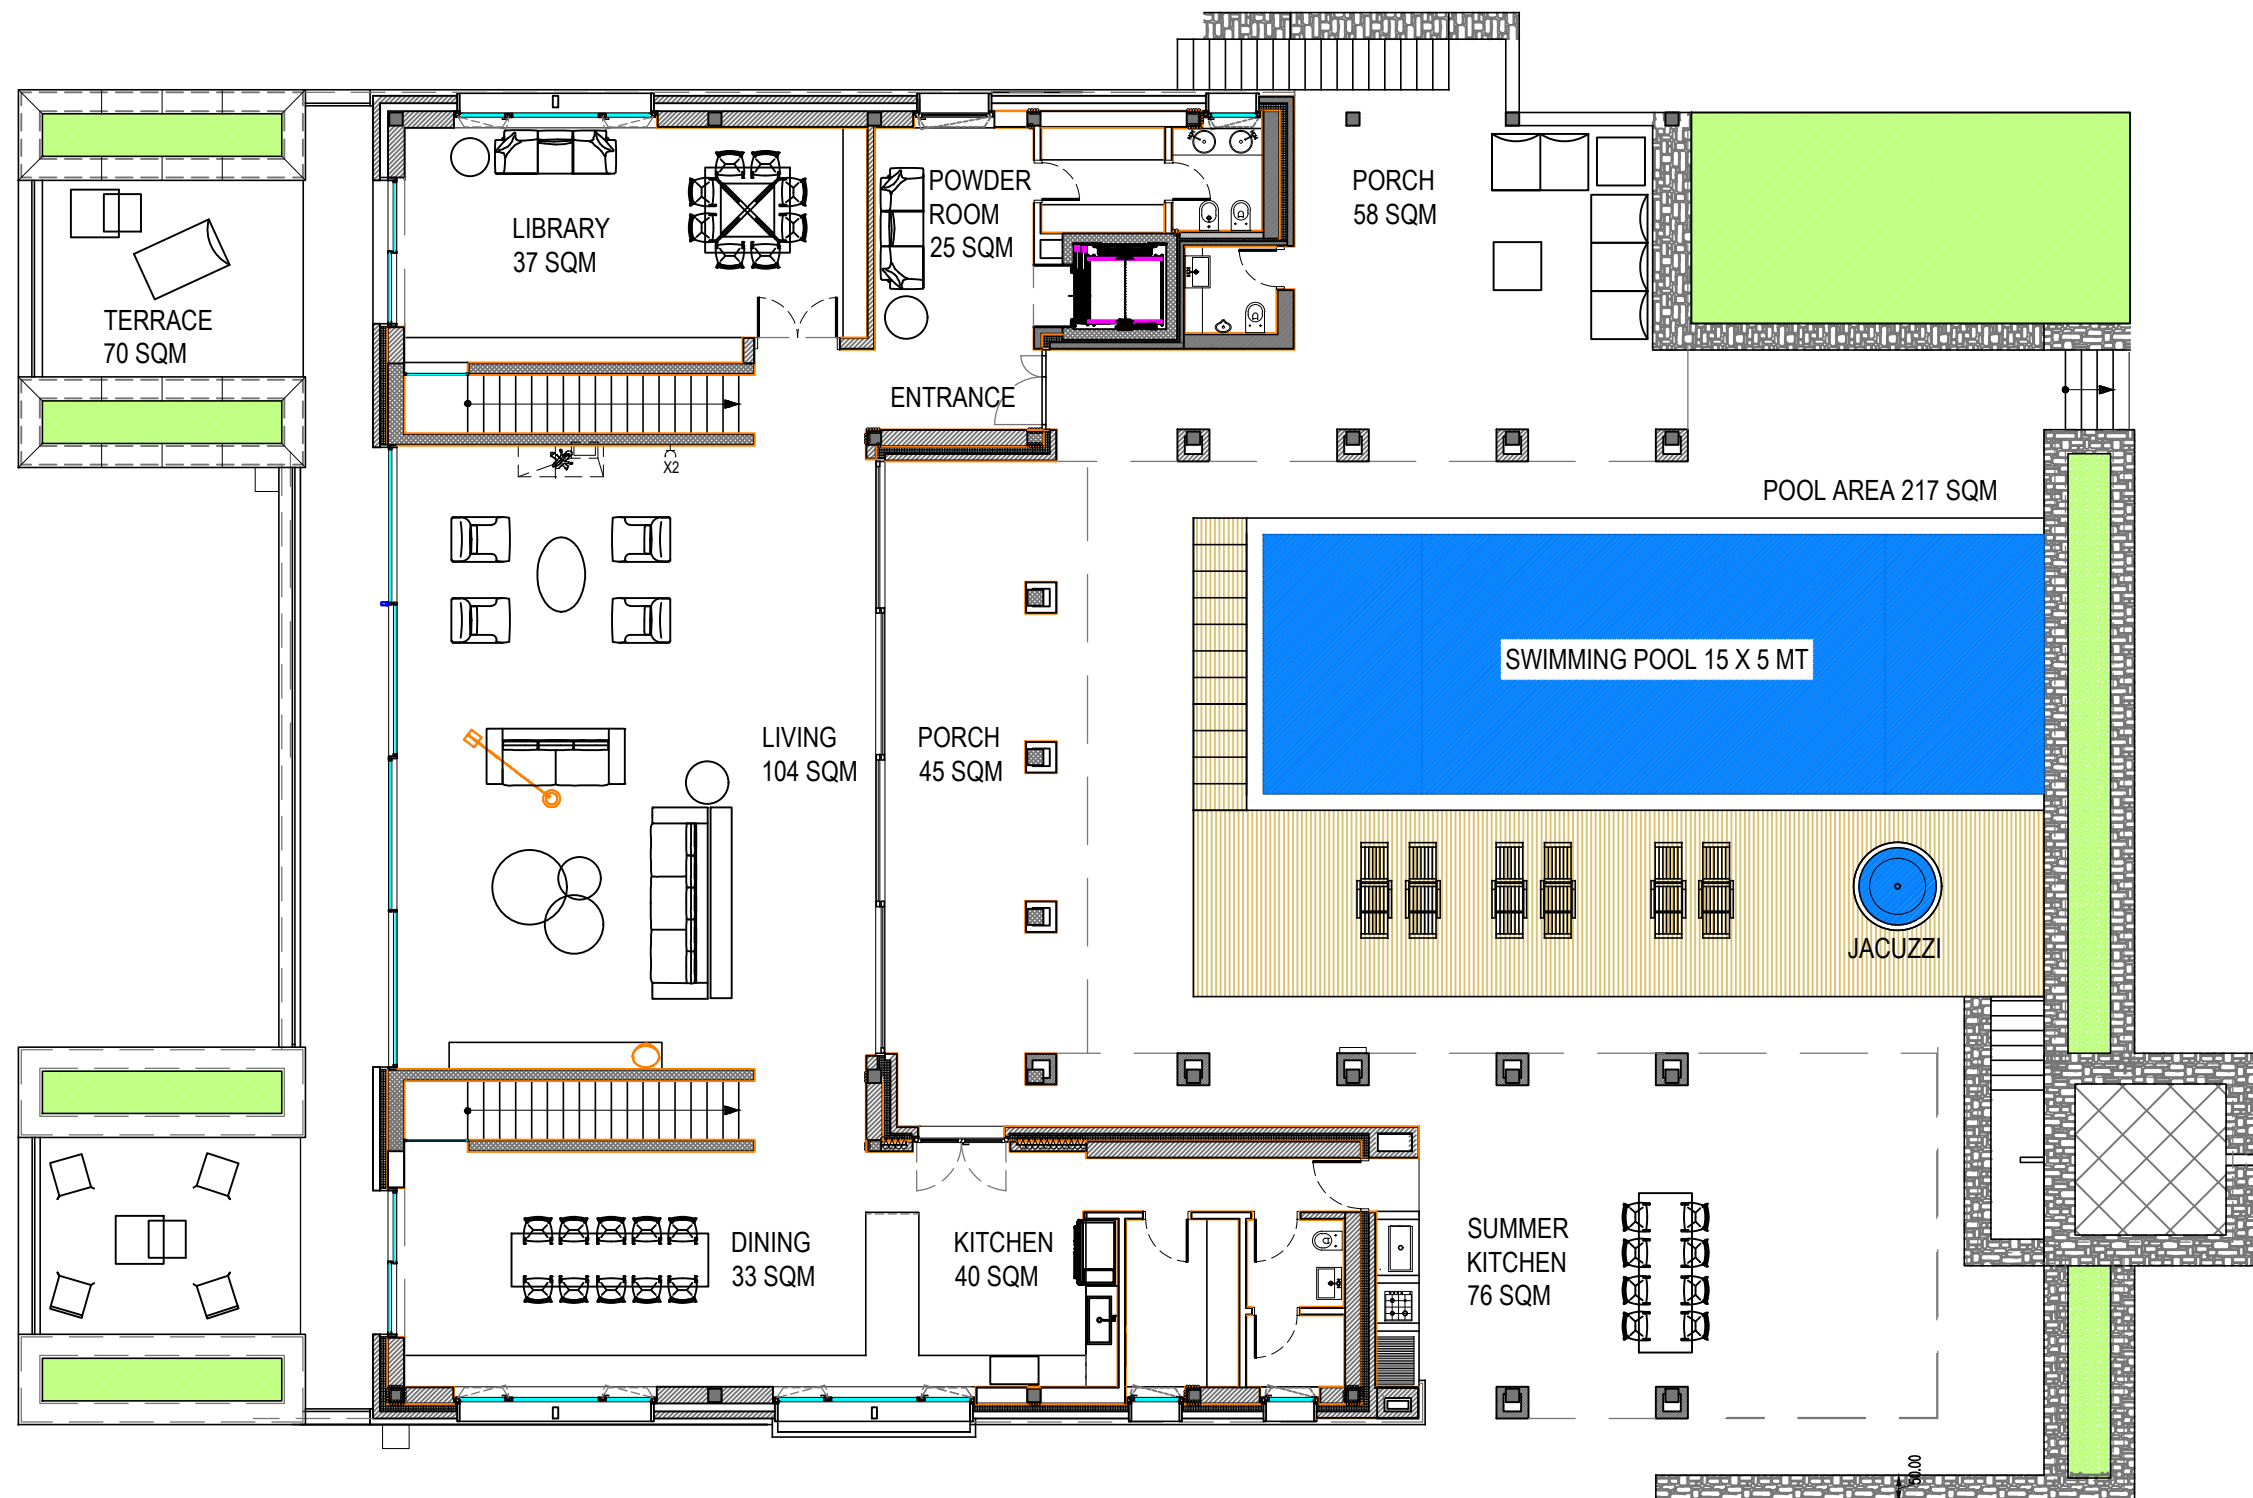 POWDER
ROOM
25 SQM
PORCH
58 SQM
LIBRARY
37 SQM
TERRACE
70 SQM
ENTRANCE
X2
POOL AREA 217 SQM
SWIMMING POOL 15 X 5 MT
LIVING
104 SQM
PORCH
45 SQM
JACUZZI
DINING
33 SQM
KITCHEN
40 SQM
SUMMER
KITCHEN
76 SQM
50.00